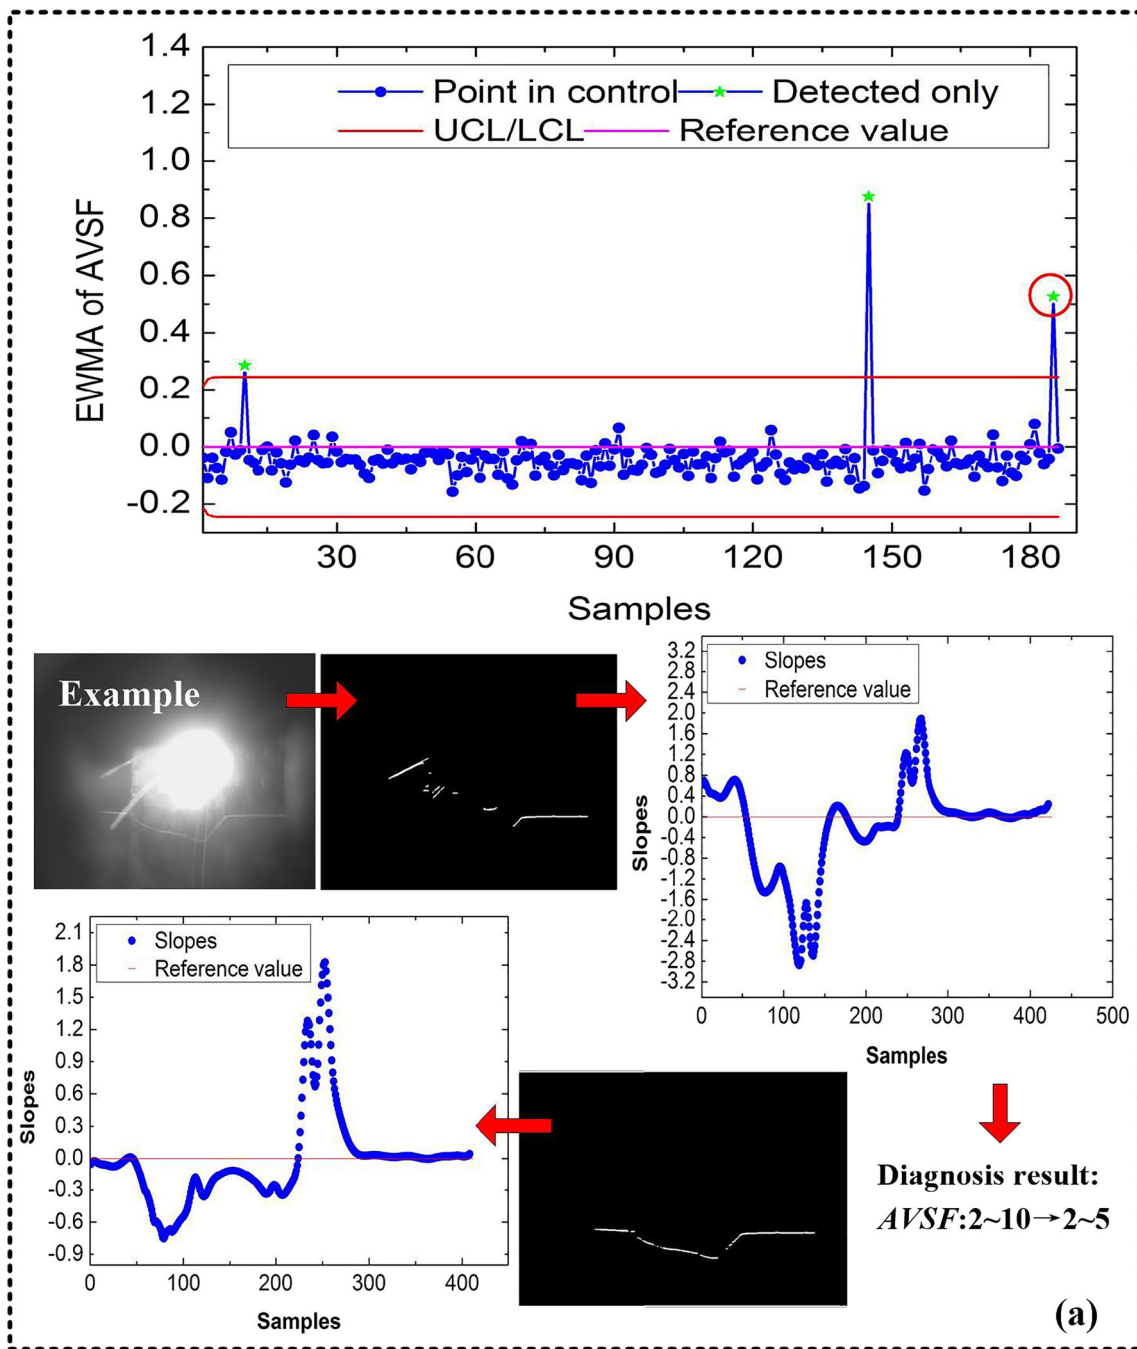 1.4
1.2
1.0
0.8
0.6
0.4
0.2
0.0
-0.2
EWMA of AVSF
Point in control Detected only
UCL/LCL Reference value
30 60 90 120 150 180
Samples
Example
3.2
2.8
2.4
2.0
1.6
1.2
0.8
0.4
0.0
-0.4
-0.8
-1.2
-1.6
-2.0
-2.4
-2.8
-3.2
Slopes
Slopes
Reference value
0 100 200 300 400 500
Samples
2.1
1.8
1.5
1.2
0.9
0.6
0.3
0.0
-0.3
-0.6
-0.9
Slopes
Slopes
Reference value
0 100 200 300 400
Samples
Diagnosis result:
AVSF:2~10→2~5
(a)